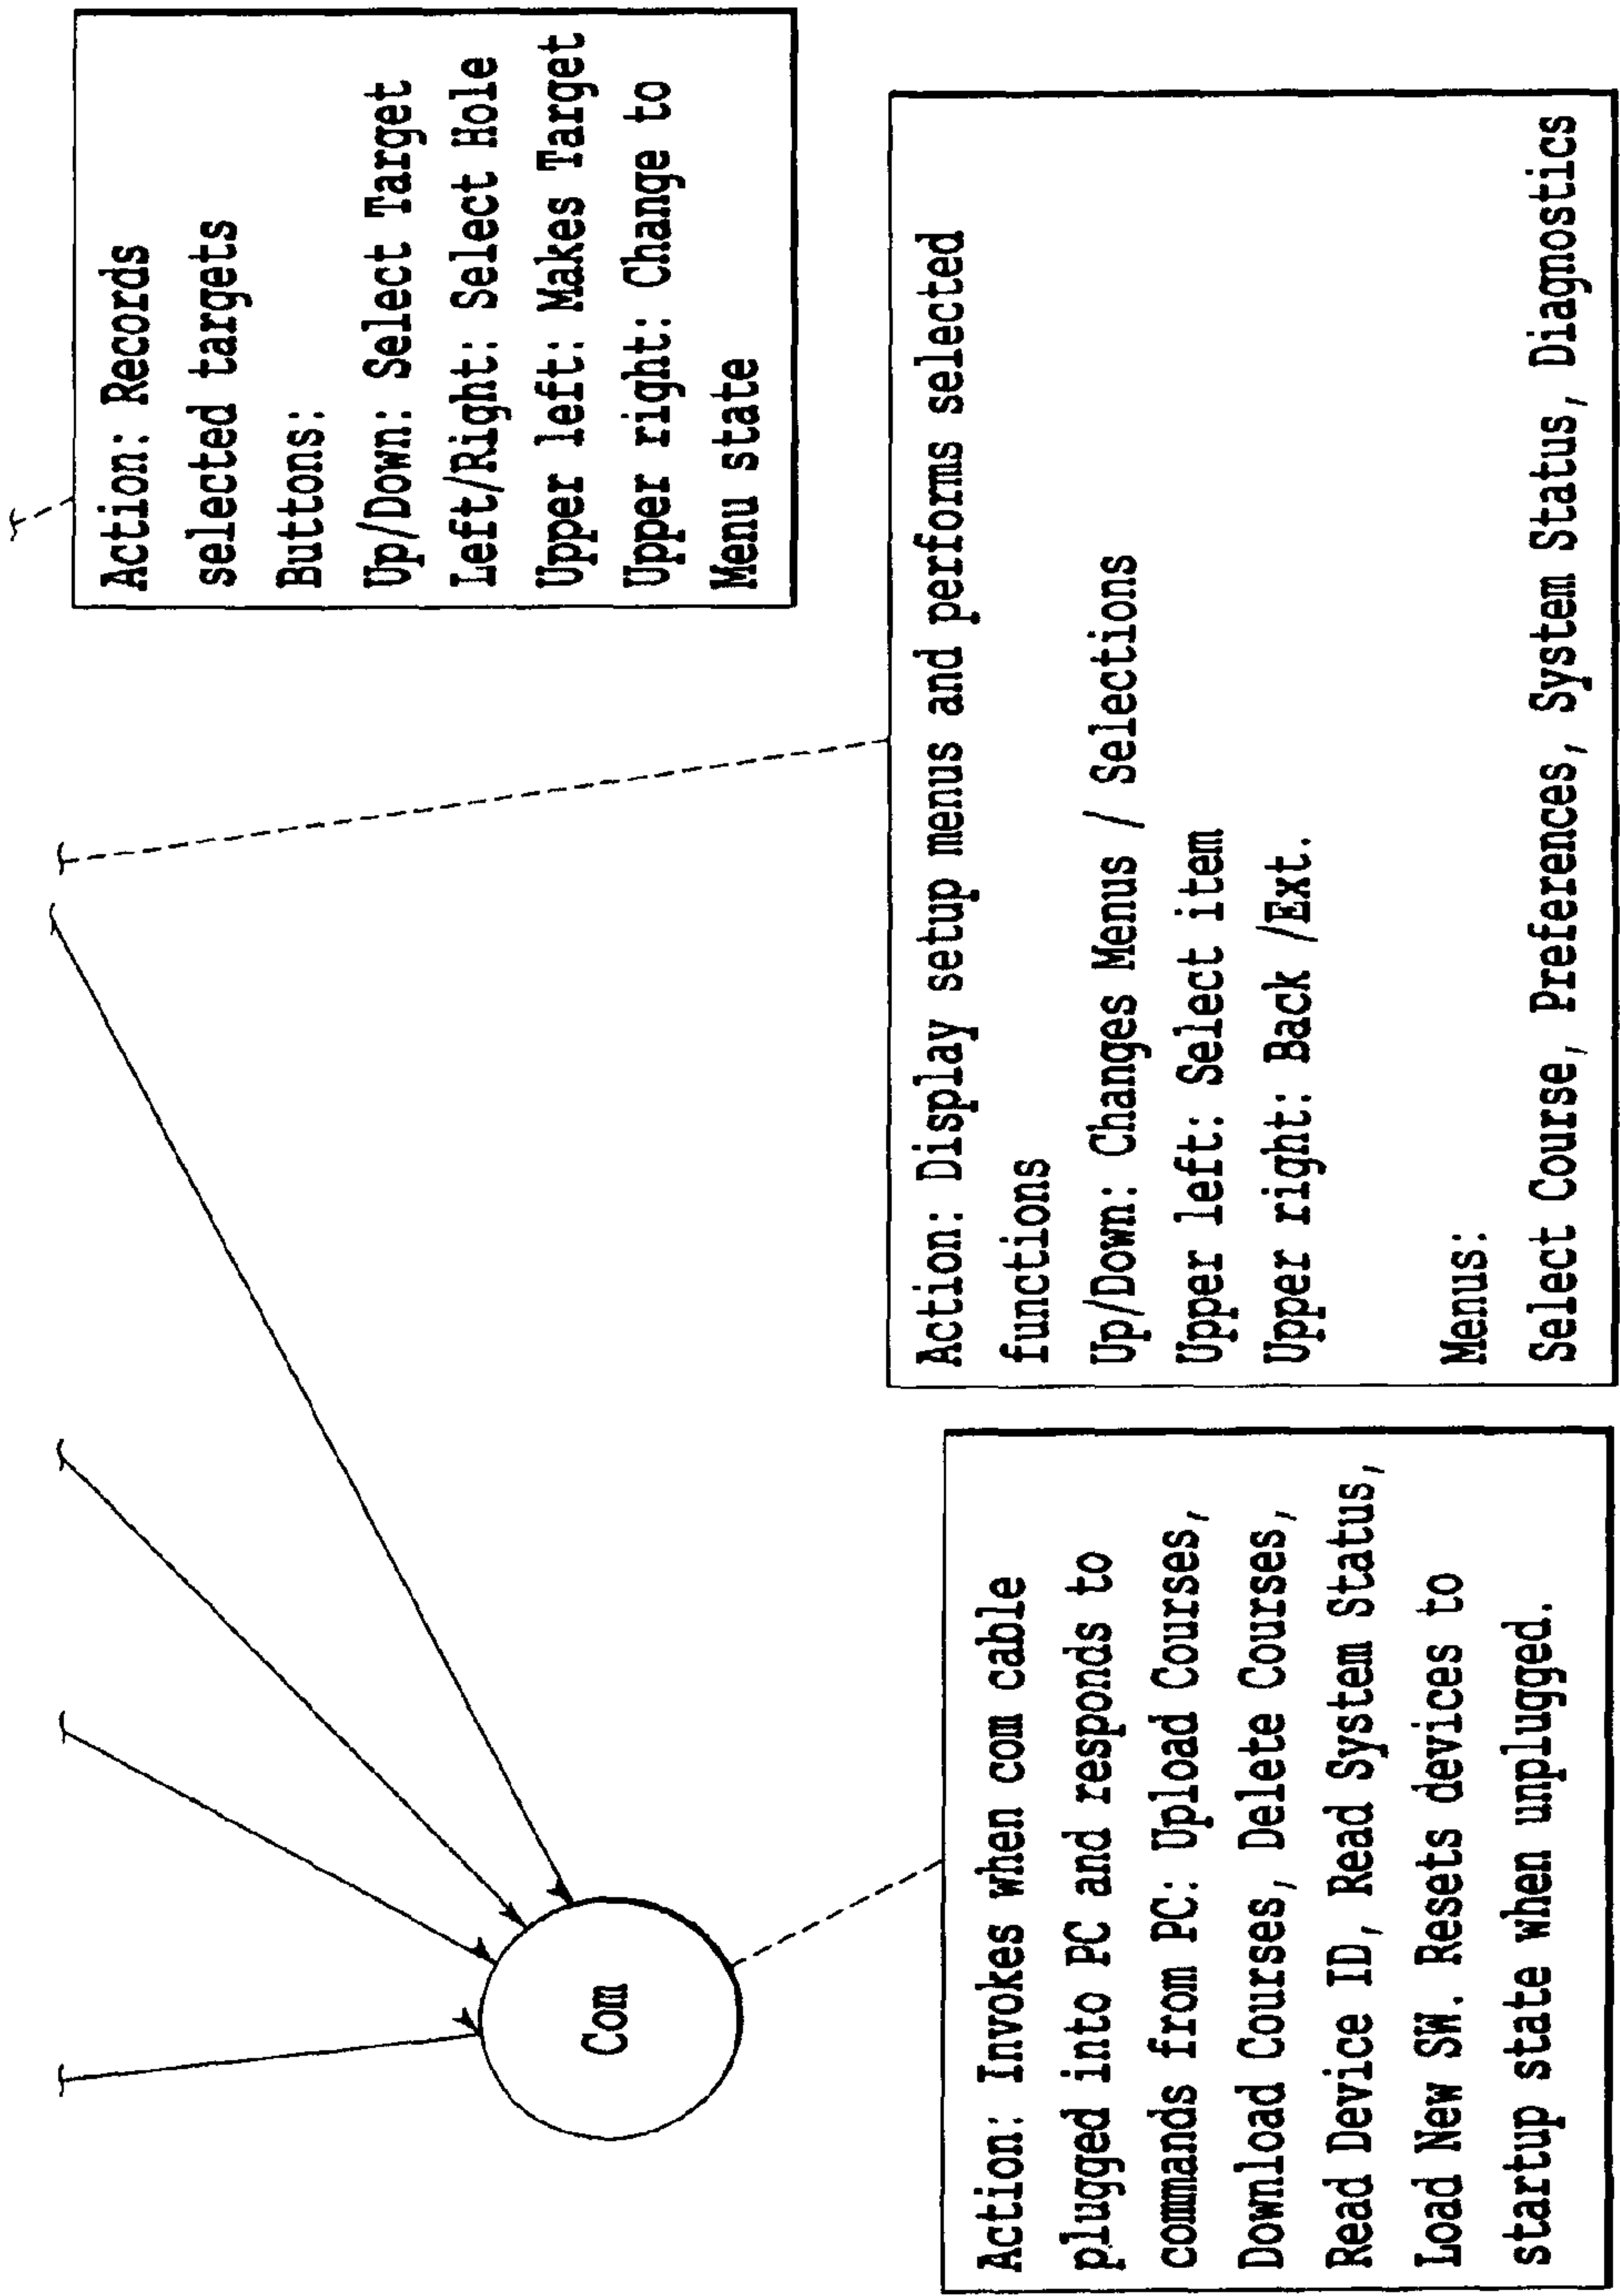 Com
Action: Invokes when com cable
plugged into PC and responds to
commands from PC: Upload Courses,
Download Courses, Delete Courses,
Read Device ID, Read System Status,
Load New SW. Resets devices to
startup state when unplugged.
Action: Display setup menus and performs selected
functions
Up/Down: Changes Menus / Selections
Upper left: Select item
Upper right: Back /Ext.
Menus:
Select Course, Preferences, System Status, Diagnostics
Action: Records
selected targets
Buttons:
Up/Down: Select Target
Left/Right: Select Hole
Upper left: Makes Target
Upper right: Change to
Menu state